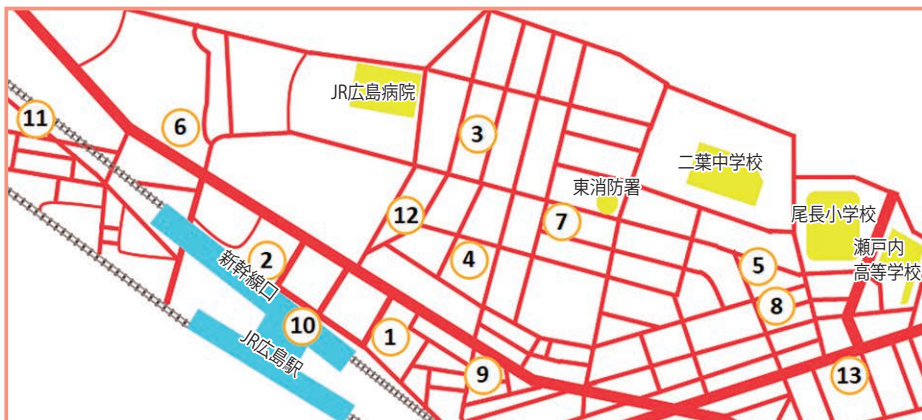 JR広島病院
11
6
3
二葉中学校
東消防署
12
7
尾長小学校
瀬戸内
高等学校
2
4
5
新幹線口
8
10
1
JR広島駅
9
13